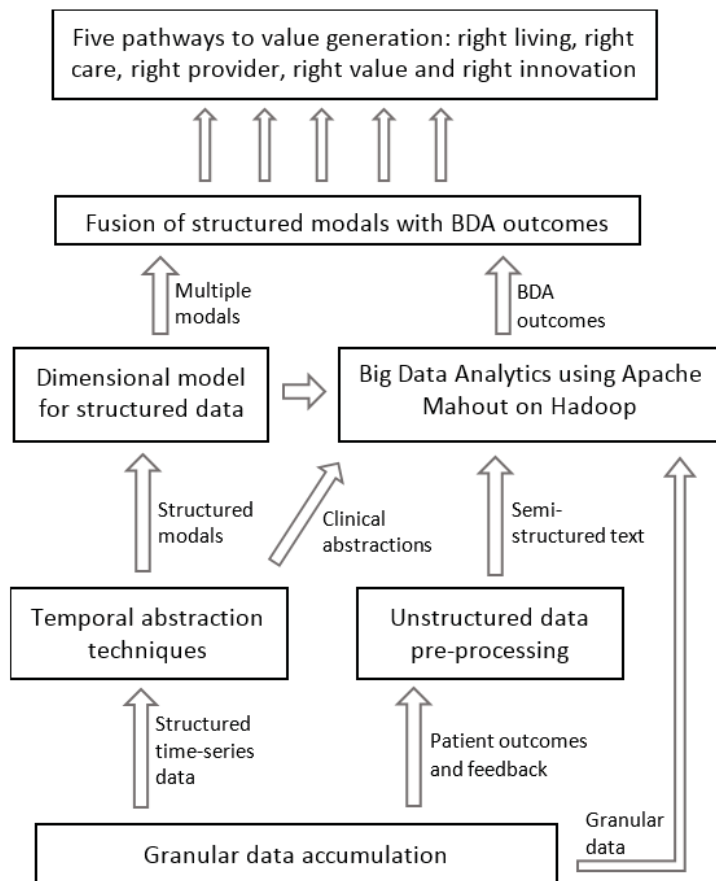 Five pathways to value generation: right living, right
care, right provider, right value and right innovation
Fusion of structured modals with BDA outcomes
Multiple
modals
BDA
outcomes
Dimensional model
for structured data
Big Data Analytics using Apache
Mahout on Hadoop
Structured
modals
Clinical
abstractions
Semi-
structured text
Temporal abstraction
techniques
Unstructured data
pre-processing
Structured
time-series
data
Patient outcomes
and feedback
Granular
data
Granular data accumulation